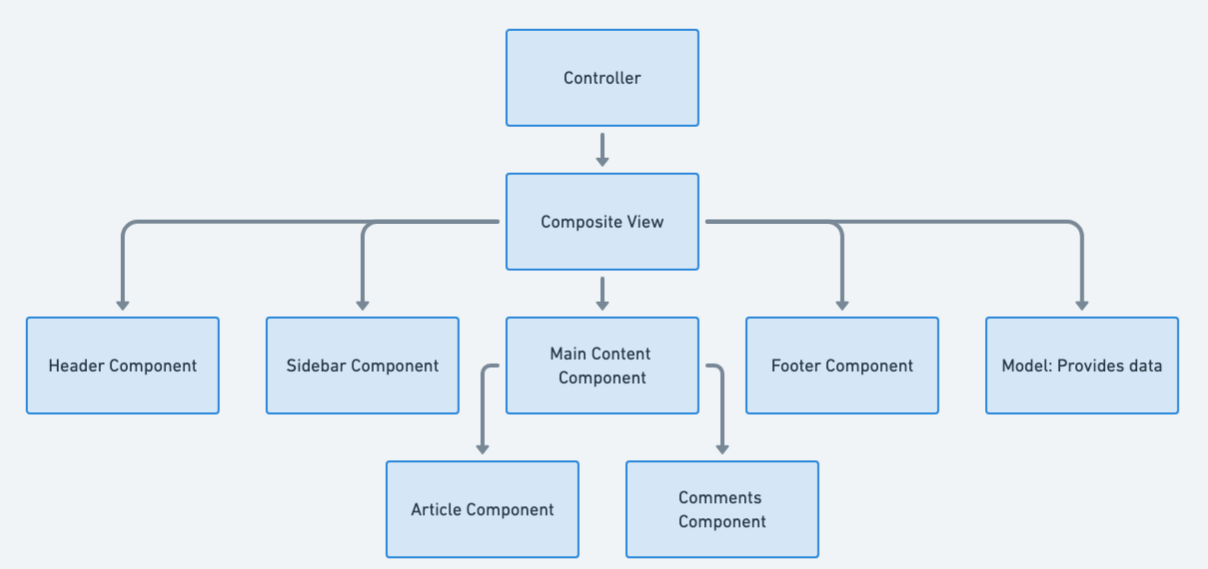 Controller
Composite View
Header Component
Sidebar Component
Main Content
Component
Footer Component
Model: Provides data
Article Component
Comments
Component